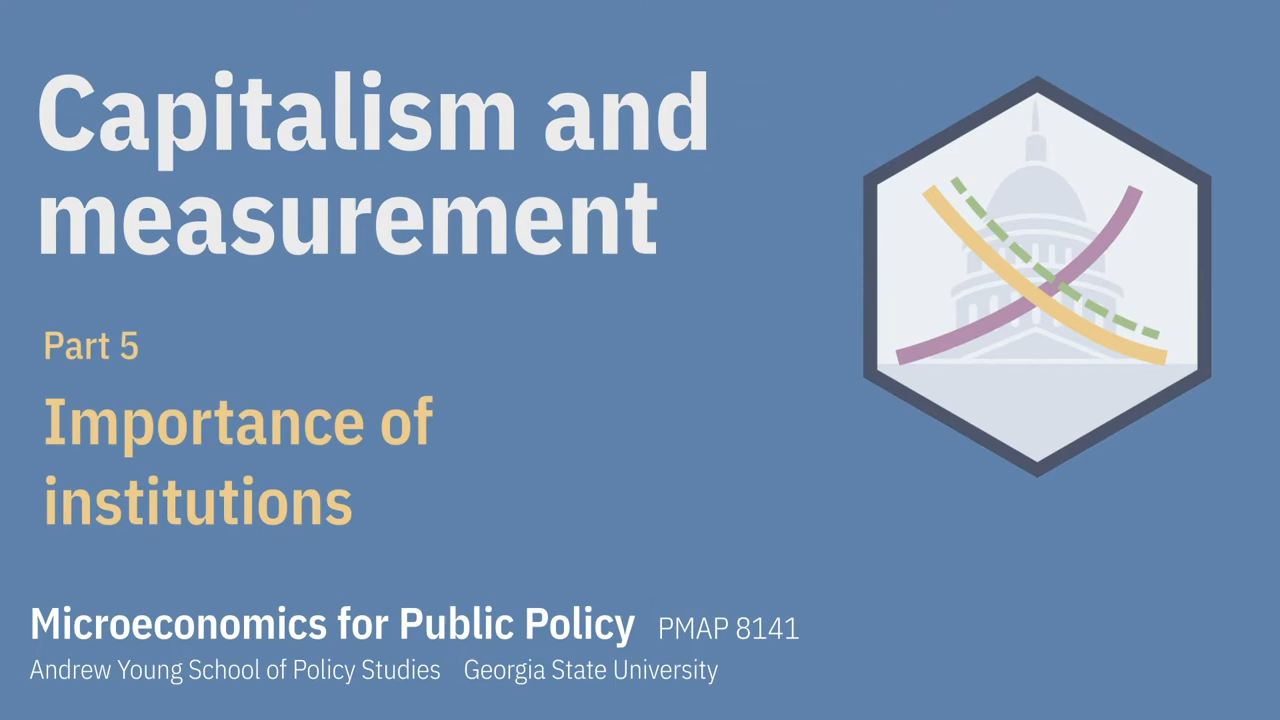 Capitalism and
measurement
Part 5
Importance of
institutions
Microeconomics for Public Policy PMAP 8141
Andrew Young School of Policy Studies Georgia State University